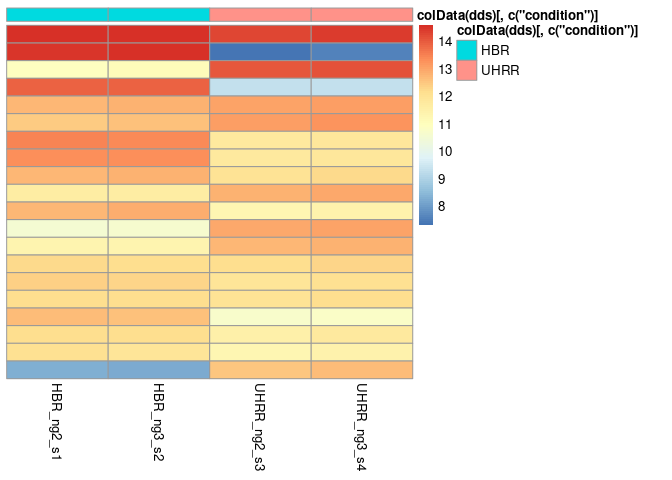 colData(dds)[, c("condition")]
colData(dds)[, c("condition")]
14
HBR
13
UHRR
12
11
10
9
8
HBR_ng2_s1
HBR_ng3_s2
UHRR_ng2_s3
UHRR_ng3_s4